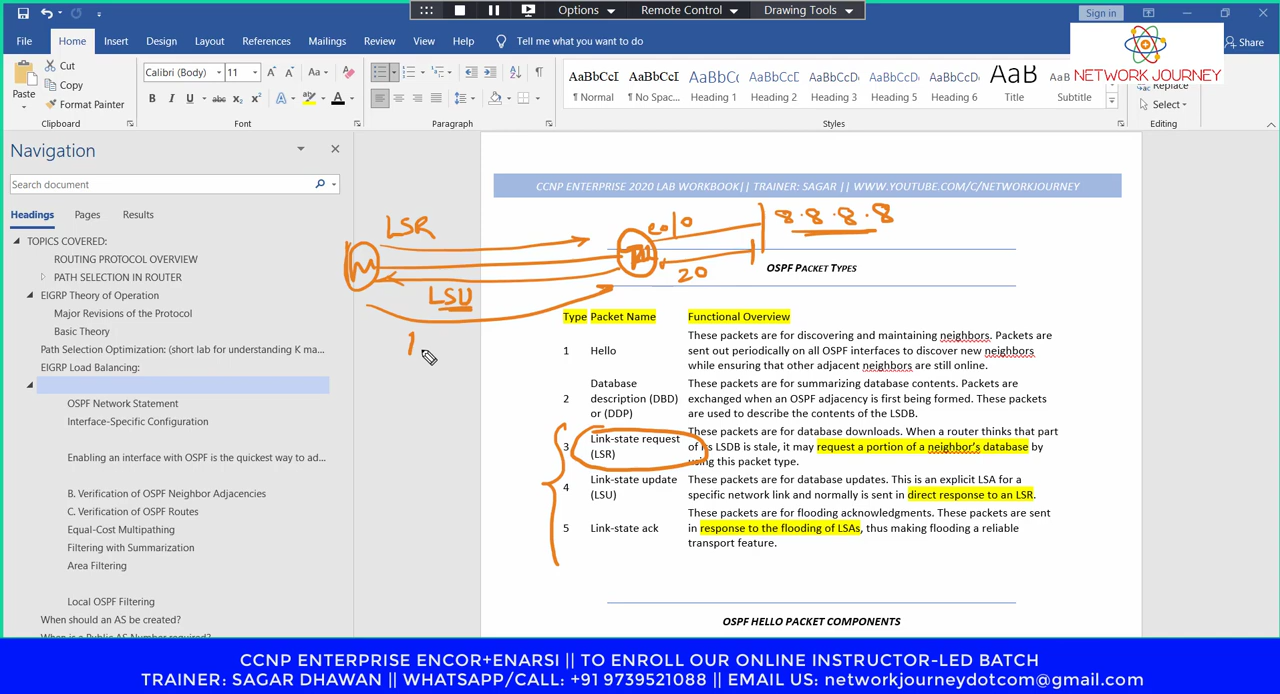 Options
Remote Control
Drawing Tools
Sign in
File Home Insert Design Layout References Mailings Review View Help Tell me what you want to do
Share
NETWORK JOURNEY
Paste
Cut
Copy
Format Painter
Calibri (Body) 11
AaBbCcI AaBbCcI AaBbC( AaBbCcD AaBbCcD AaBbCcD AaBbCcD AaB
¶ Normal ¶ No Spac... Heading 1 Heading 2 Heading 3 Heading 5 Heading 6 Title Subtitle
Replace
Select
Clipboard Font Paragraph Styles Editing
Navigation
Search document
Headings Pages Results
TOPICS COVERED:
ROUTING PROTOCOL OVERVIEW
PATH SELECTION IN ROUTER
EIGRP Theory of Operation
Major Revisions of the Protocol
Basic Theory
Path Selection Optimization: (short lab for understanding K ma...
EIGRP Load Balancing:
OSPF Network Statement
Interface-Specific Configuration
Enabling an interface with OSPF is the quickest way to ad...
B. Verification of OSPF Neighbor Adjacencies
C. Verification of OSPF Routes
Equal-Cost Multipathing
Filtering with Summarization
Area Filtering
Local OSPF Filtering
When should an AS be created?
When is a Public AS Number required?
CCNP ENTERPRISE 2020 LAB WORKBOOK|| TRAINER: SAGAR || WWW.YOUTUBE.COM/C/NETWORKJOURNEY
LSR
e0/0
8.8.8.8
20
LSU
OSPF PACKET TYPES
Type Packet Name Functional Overview
1 Hello These packets are for discovering and maintaining neighbors. Packets are
sent out periodically on all OSPF interfaces to discover new neighbors
while ensuring that other adjacent neighbors are still online.
2 Database description (DBD) or (DDP) These packets are for summarizing database contents. Packets are
exchanged when an OSPF adjacency is first being formed. These packets
are used to describe the contents of the LSDB.
3 Link-state request (LSR) These packets are for database downloads. When a router thinks that part
of its LSDB is stale, it may request a portion of a neighbor's database by
using this packet type.
4 Link-state update (LSU) These packets are for database updates. This is an explicit LSA for a
specific network link and normally is sent in direct response to an LSR.
5 Link-state ack These packets are for flooding acknowledgments. These packets are sent
in response to the flooding of LSAs, thus making flooding a reliable
transport feature.
OSPF HELLO PACKET COMPONENTS
CCNP ENTERPRISE ENCOR+ENARSI || TO ENROLL OUR ONLINE INSTRUCTOR-LED BATCH
TRAINER: SAGAR DHAWAN || WHATSAPP/CALL: +91 9739521088 || EMAIL US: networkjourneydotcom@gmail.com